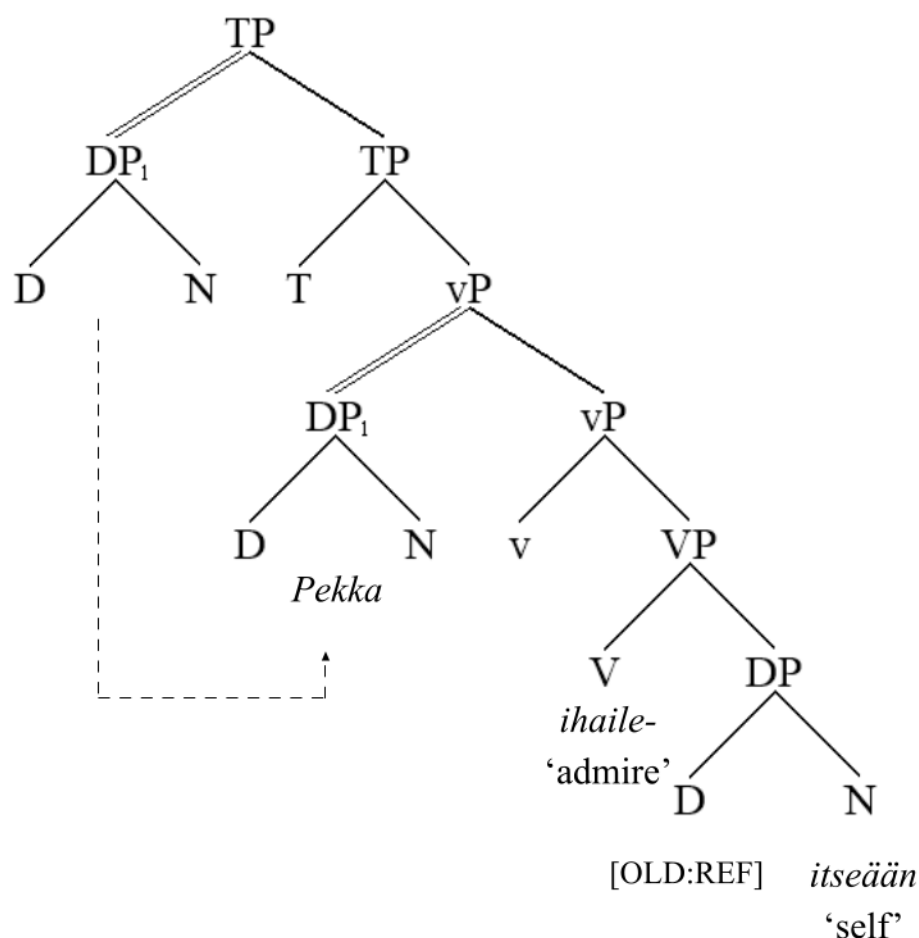 TP
DP₁ TP
D N T vP
DP₁ vP
D N v VP
Pekka
V DP
ihaile-
‘admire’
D N
[OLD:REF] itseään
‘self’